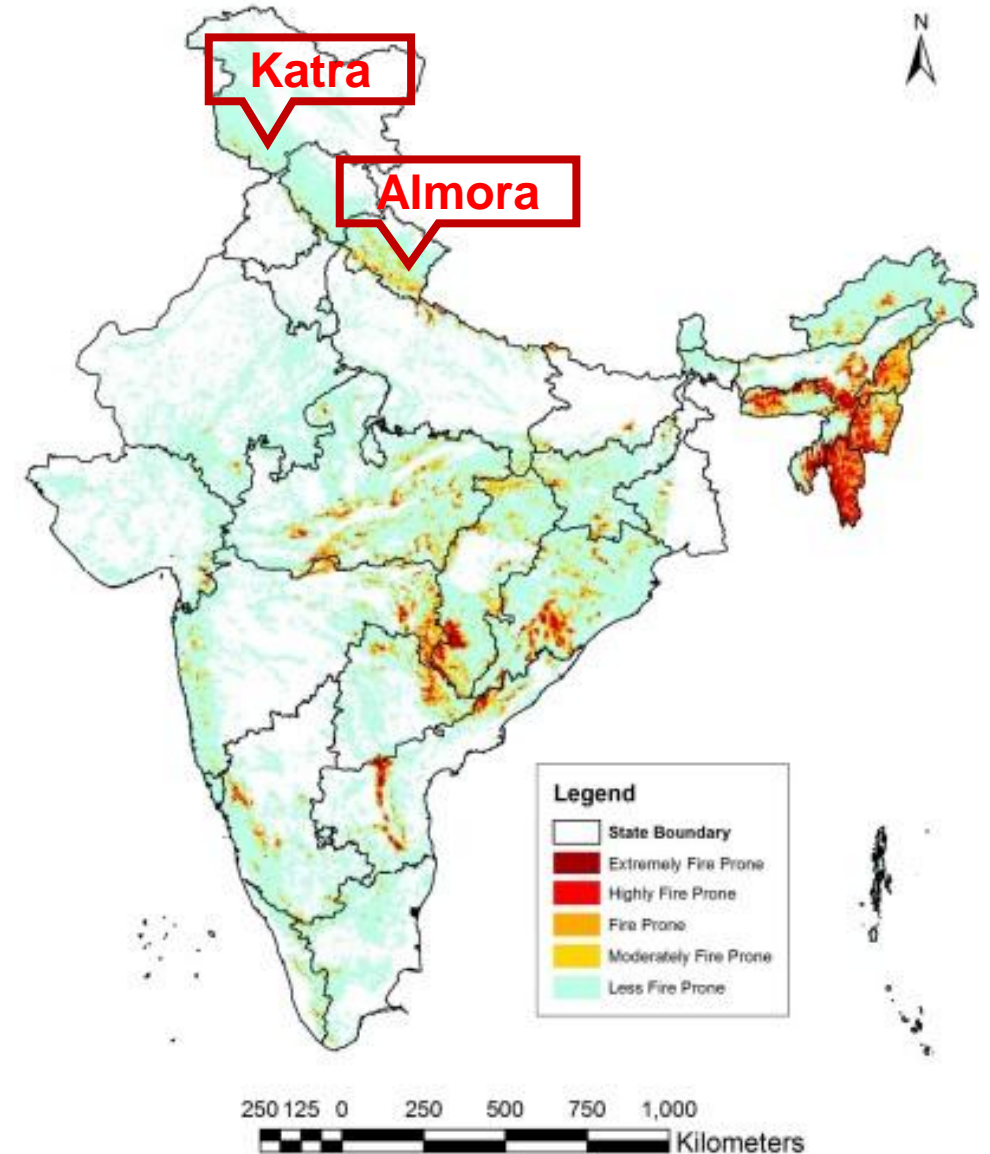 N
Katra
Almora
Legend
State Boundary
Extremely Fire Prone
Highly Fire Prone
Fire Prone
Moderately Fire Prone
Less Fire Prone
250 125 0 250 500 750 1,000
Kilometers